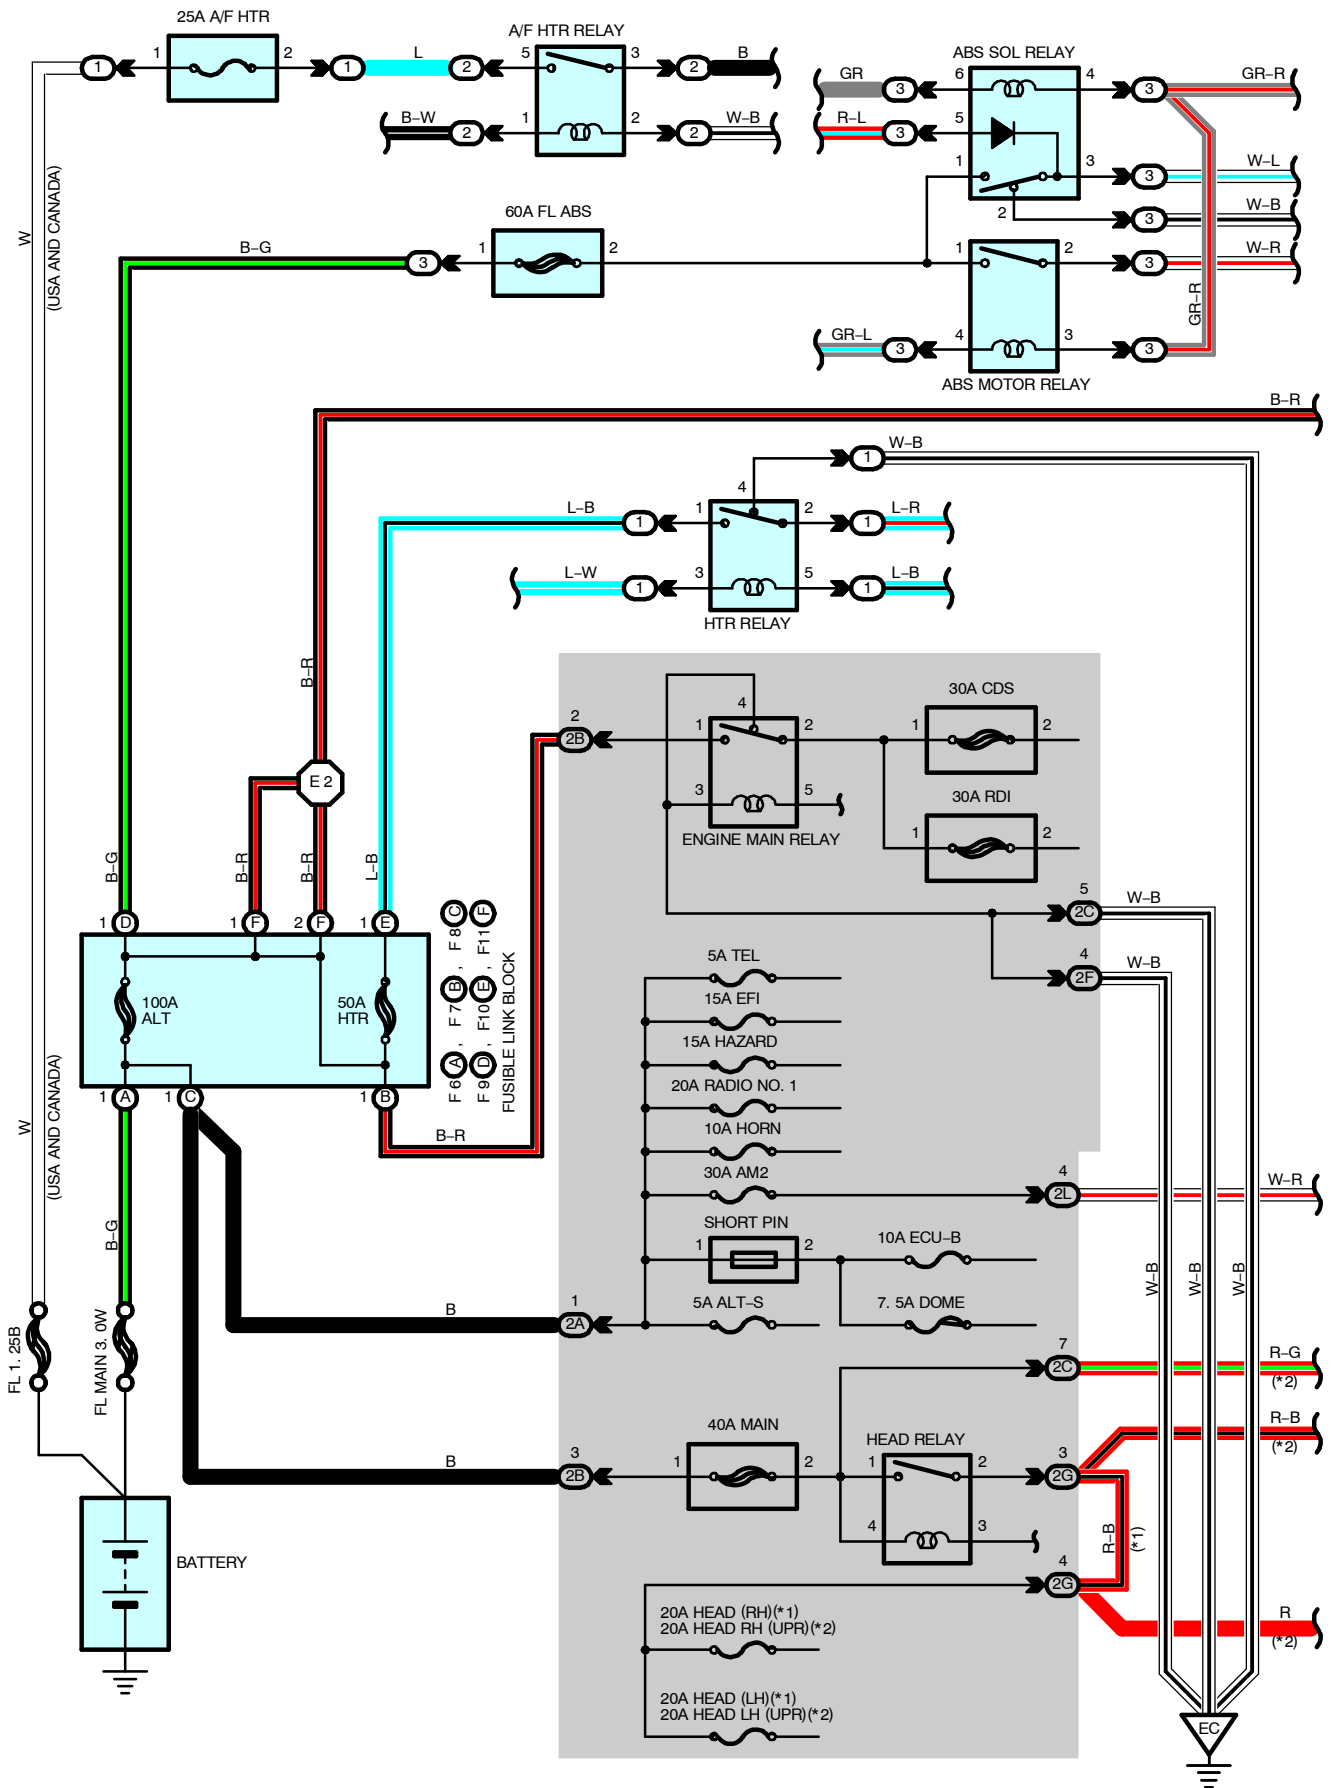 25A A/F HTR
A/F HTR RELAY
ABS SOL RELAY
1 1 2 1 L 2 5 3 2 B
GR 3 6 4 3 GR-R
B-W 2 1 2 2 W-B
R-L 3 5
1 3 3 W-L
2 3 W-B
W
(USA AND CANADA)
60A FL ABS
B-G 3 1 2
1 2 3 W-R
GR-R
GR-L 3 4 3 3
ABS MOTOR RELAY
B-R
1 W-B
4
L-B 1 1 2 1 L-R
L-W 1 3 5 1 L-B
HTR RELAY
B-R
2
2B
4
1 2
3 5
ENGINE MAIN RELAY
30A CDS
1 2
30A RDI
1 2
E 2
B-G
B-R
B-R
L-B
1 D 1 F 2 F 1 E
100A
ALT
50A
HTR
1 A 1 C 1 B
F 6 A , F 7 B , F 8 C
F 9 D , F10 E , F11 F
FUSIBLE LINK BLOCK
5
2C W-B
4
2F W-B
5A TEL
15A EFI
15A HAZARD
20A RADIO NO. 1
10A HORN
30A AM2
4
2L
W-R
B-R
W
(USA AND CANADA)
B-G
SHORT PIN
1 2
10A ECU-B
5A ALT-S
7. 5A DOME
B
1
2A
W-B
W-B
W-B
FL 1. 25B
FL MAIN 3. 0W
7
2C
R-G
(*2)
R-B
(*2)
40A MAIN
HEAD RELAY
B
3
2B
1 2
1 2
4 3
3
2G
R-B
(*1)
4
2G
R
(*2)
BATTERY
20A HEAD (RH)(*1)
20A HEAD RH (UPR)(*2)
20A HEAD (LH)(*1)
20A HEAD LH (UPR)(*2)
EC